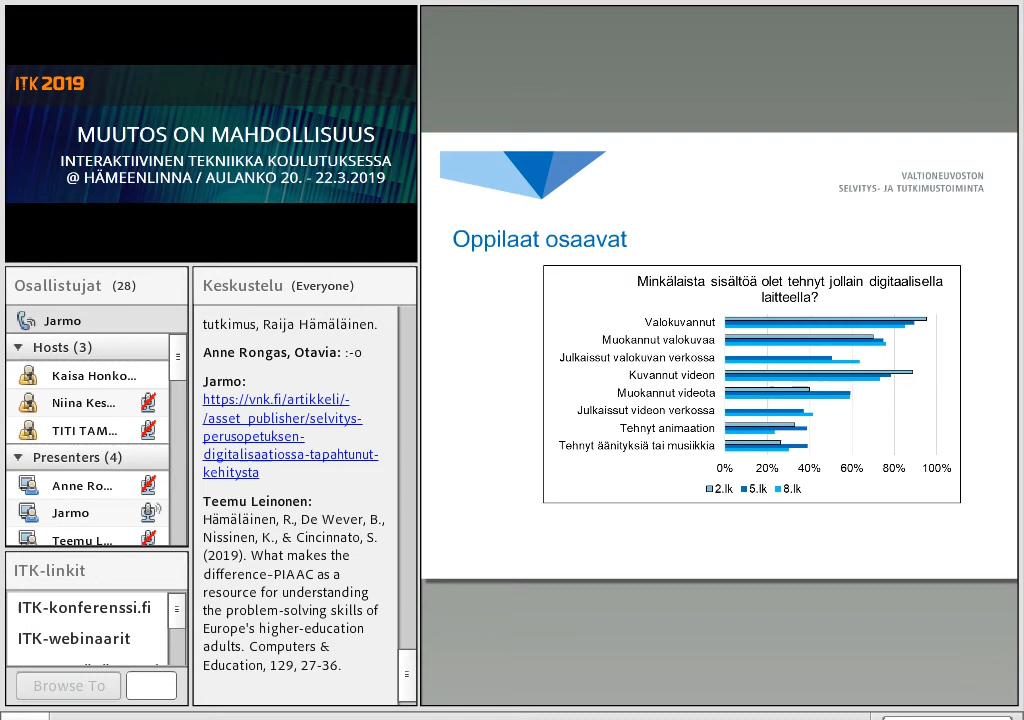 ITK 2019
MUUTOS ON MAHDOLLISUUS
INTERAKTIIVINEN TEKNIIKKA KOULUTUKSESSA
@ HÄMEENLINNA / AULANKO 20. - 22.3.2019
Osallistujat (28)
Jarmo
Hosts (3)
Kaisa Honko...
Niina Kes...
TITI TAM...
Presenters (4)
Anne Ro...
Jarmo
Teemu L...
ITK-linkit
ITK-konferenssi.fi
ITK-webinaarit
Browse To
Keskustelu (Everyone)
tutkimus, Raija Hämäläinen.
Anne Rongas, Otavia: :-o
Jarmo:
https://vnk.fi/artikkeli/-
/asset_publisher/selvitys-
perusopetuksen-
digitalisaatiossa-tapahtunut-
kehitysta
Teemu Leinonen:
Hämäläinen, R., De Wever, B.,
Nissinen, K., & Cincinnato, S.
(2019). What makes the
difference–PIAAC as a
resource for understanding
the problem-solving skills of
Europe's higher-education
adults. Computers &
Education, 129, 27-36.
VALTIONEUVOSTON
SELVITYS- JA TUTKIMUSTOIMINTA
Oppilaat osaavat
Minkälaista sisältöä olet tehnyt jollain digitaalisella
laitteella?
Valokuvannut
Muokannut valokuvaa
Julkaissut valokuvan verkossa
Kuvannut videon
Muokannut videota
Julkaissut videon verkossa
Tehnyt animaation
Tehnyt äänityksiä tai musiikkia
0% 20% 40% 60% 80% 100%
2.lk 5.lk 8.lk